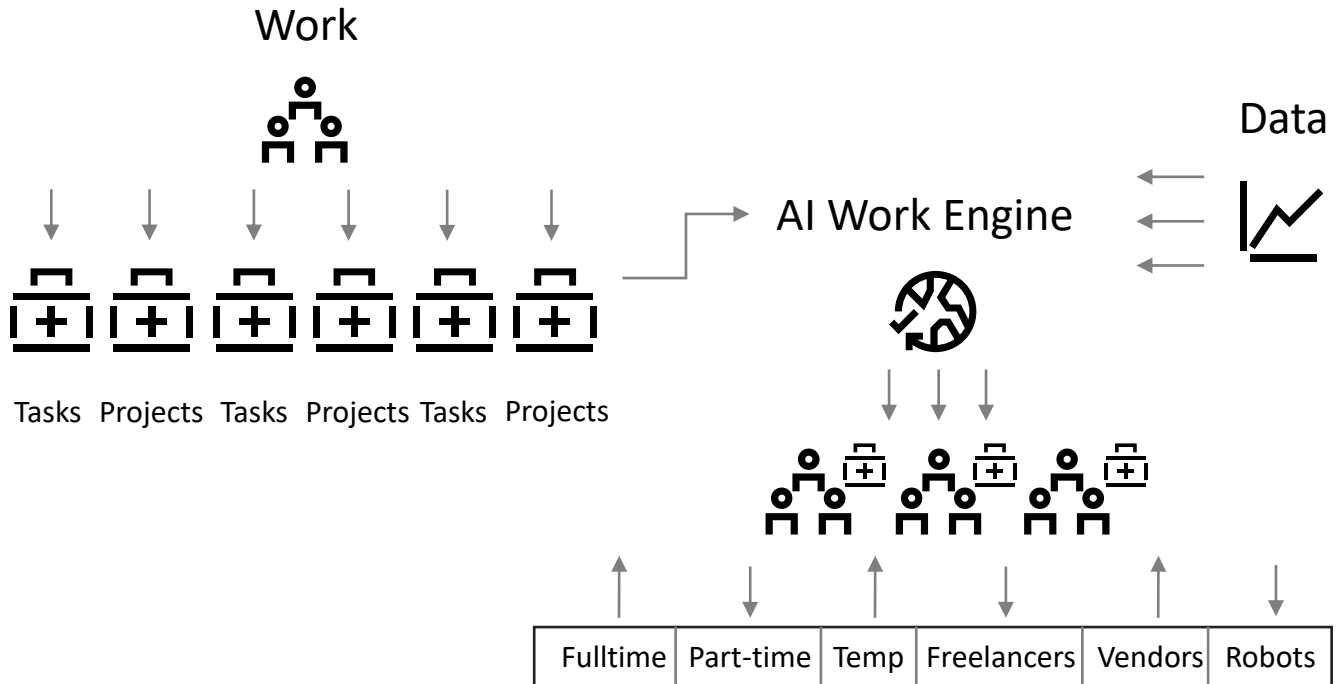 Work
Data
AI Work Engine
Tasks Projects Tasks Projects Tasks Projects
Fulltime Part-time Temp Freelancers Vendors Robots